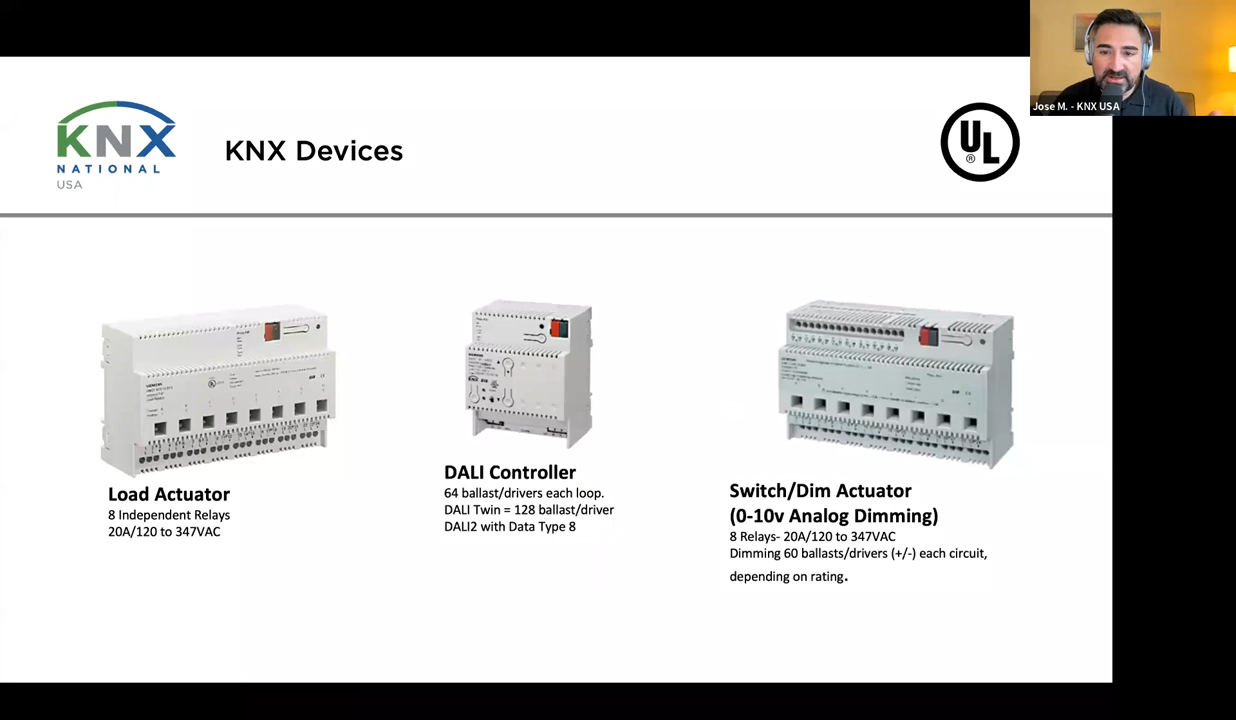 Jose M. - KNX USA
KNX
NATIONAL
USA
KNX Devices
UL
®
SIEMENS
KNX
Load Actuator
8 Independent Relays
20A/120 to 347VAC
DALI Controller
64 ballast/drivers each loop.
DALI Twin = 128 ballast/driver
DALI2 with Data Type 8
Switch/Dim Actuator
(0-10v Analog Dimming)
8 Relays- 20A/120 to 347VAC
Dimming 60 ballasts/drivers (+/-) each circuit,
depending on rating.